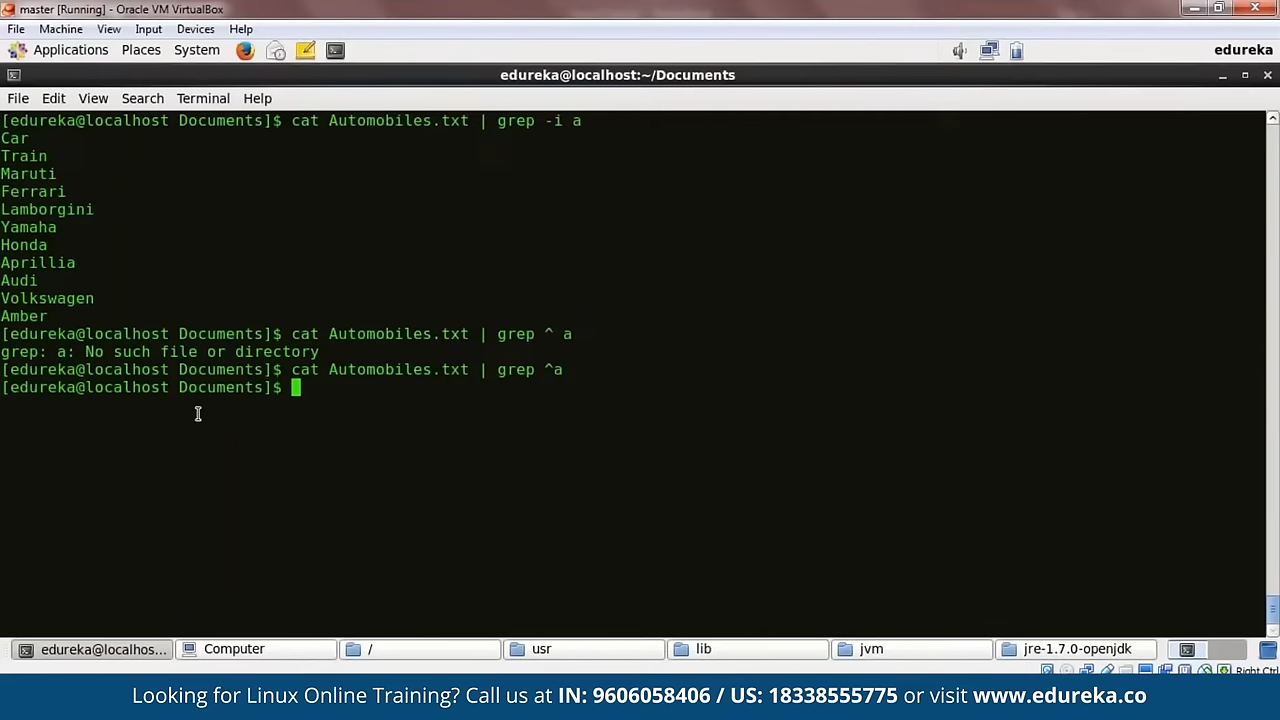 master [Running] - Oracle VM VirtualBox
File Machine View Input Devices Help
Applications Places System edureka
edureka@localhost:~/Documents
File Edit View Search Terminal Help
[edureka@localhost Documents]$ cat Automobiles.txt | grep -i a
Car
Train
Maruti
Ferrari
Lamborgini
Yamaha
Honda
Aprillia
Audi
Volkswagen
Amber
[edureka@localhost Documents]$ cat Automobiles.txt | grep ^ a
grep: a: No such file or directory
[edureka@localhost Documents]$ cat Automobiles.txt | grep ^a
[edureka@localhost Documents]$
edureka@localhos... Computer / usr lib jvm jre-1.7.0-openjdk
Right Ctrl
Looking for Linux Online Training? Call us at IN: 9606058406 / US: 18338555775 or visit www.edureka.co